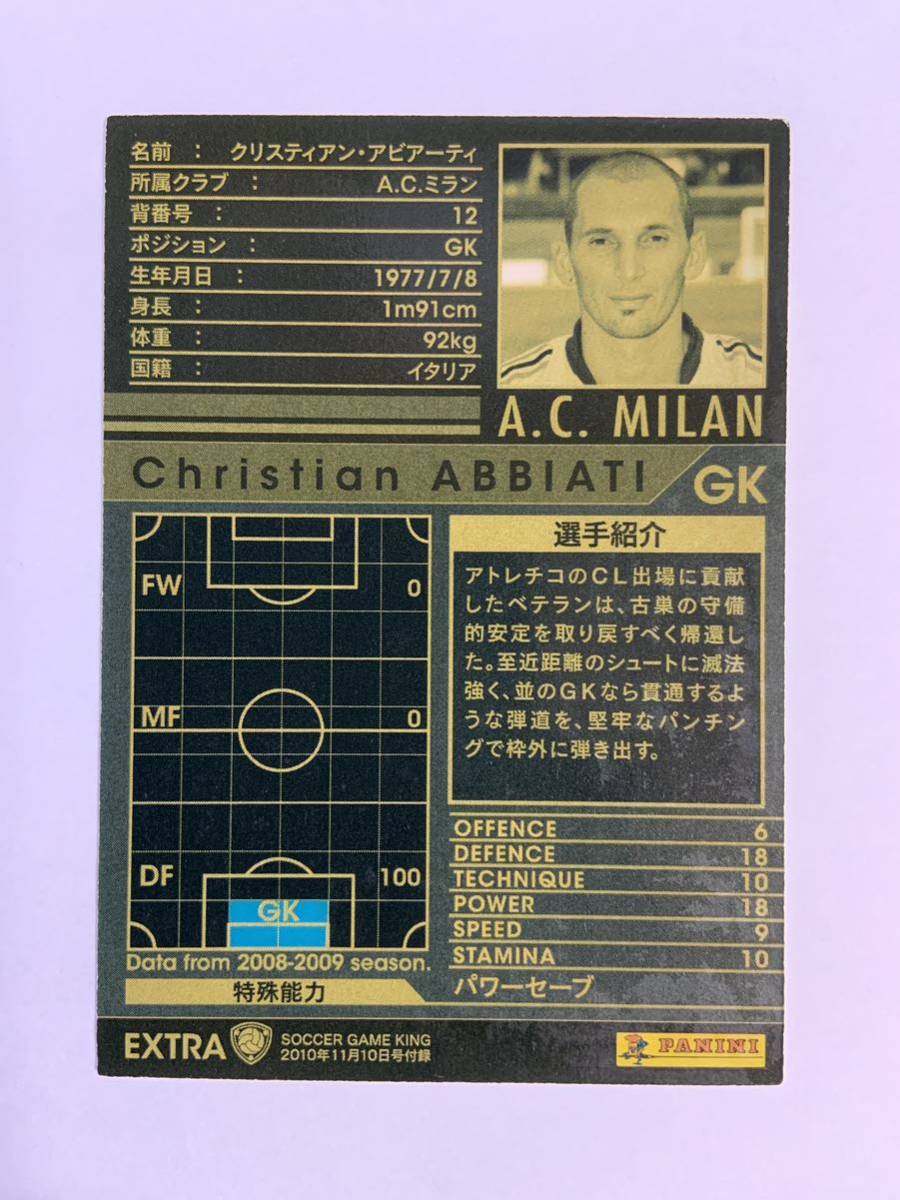 名前 : クリスティアン・アビアーティ
所属クラブ : A.C.ミラン
背番号 : 12
ポジション : GK
生年月日 : 1977/7/8
身長 : 1m91cm
体重 : 92kg
国籍 : イタリア
A.C. MILAN
Christian ABBIATI GK
FW 0
MF 0
DF 100
GK
Data from 2008-2009 season.
選手紹介
アトレチコのCL出場に貢献
したベテランは、古巣の守備
的安定を取り戻すべく帰還し
た。至近距離のシュートに滅法
強く、並のGKなら貫通するよ
うな弾道を、堅牢なパンチン
グで枠外に弾き出す。
OFFENCE 6
DEFENCE 18
TECHNIQUE 10
POWER 18
SPEED 9
STAMINA 10
特殊能力 パワーセーブ
EXTRA SOCCER GAME KING
2010年11月10日号付録
PANINI